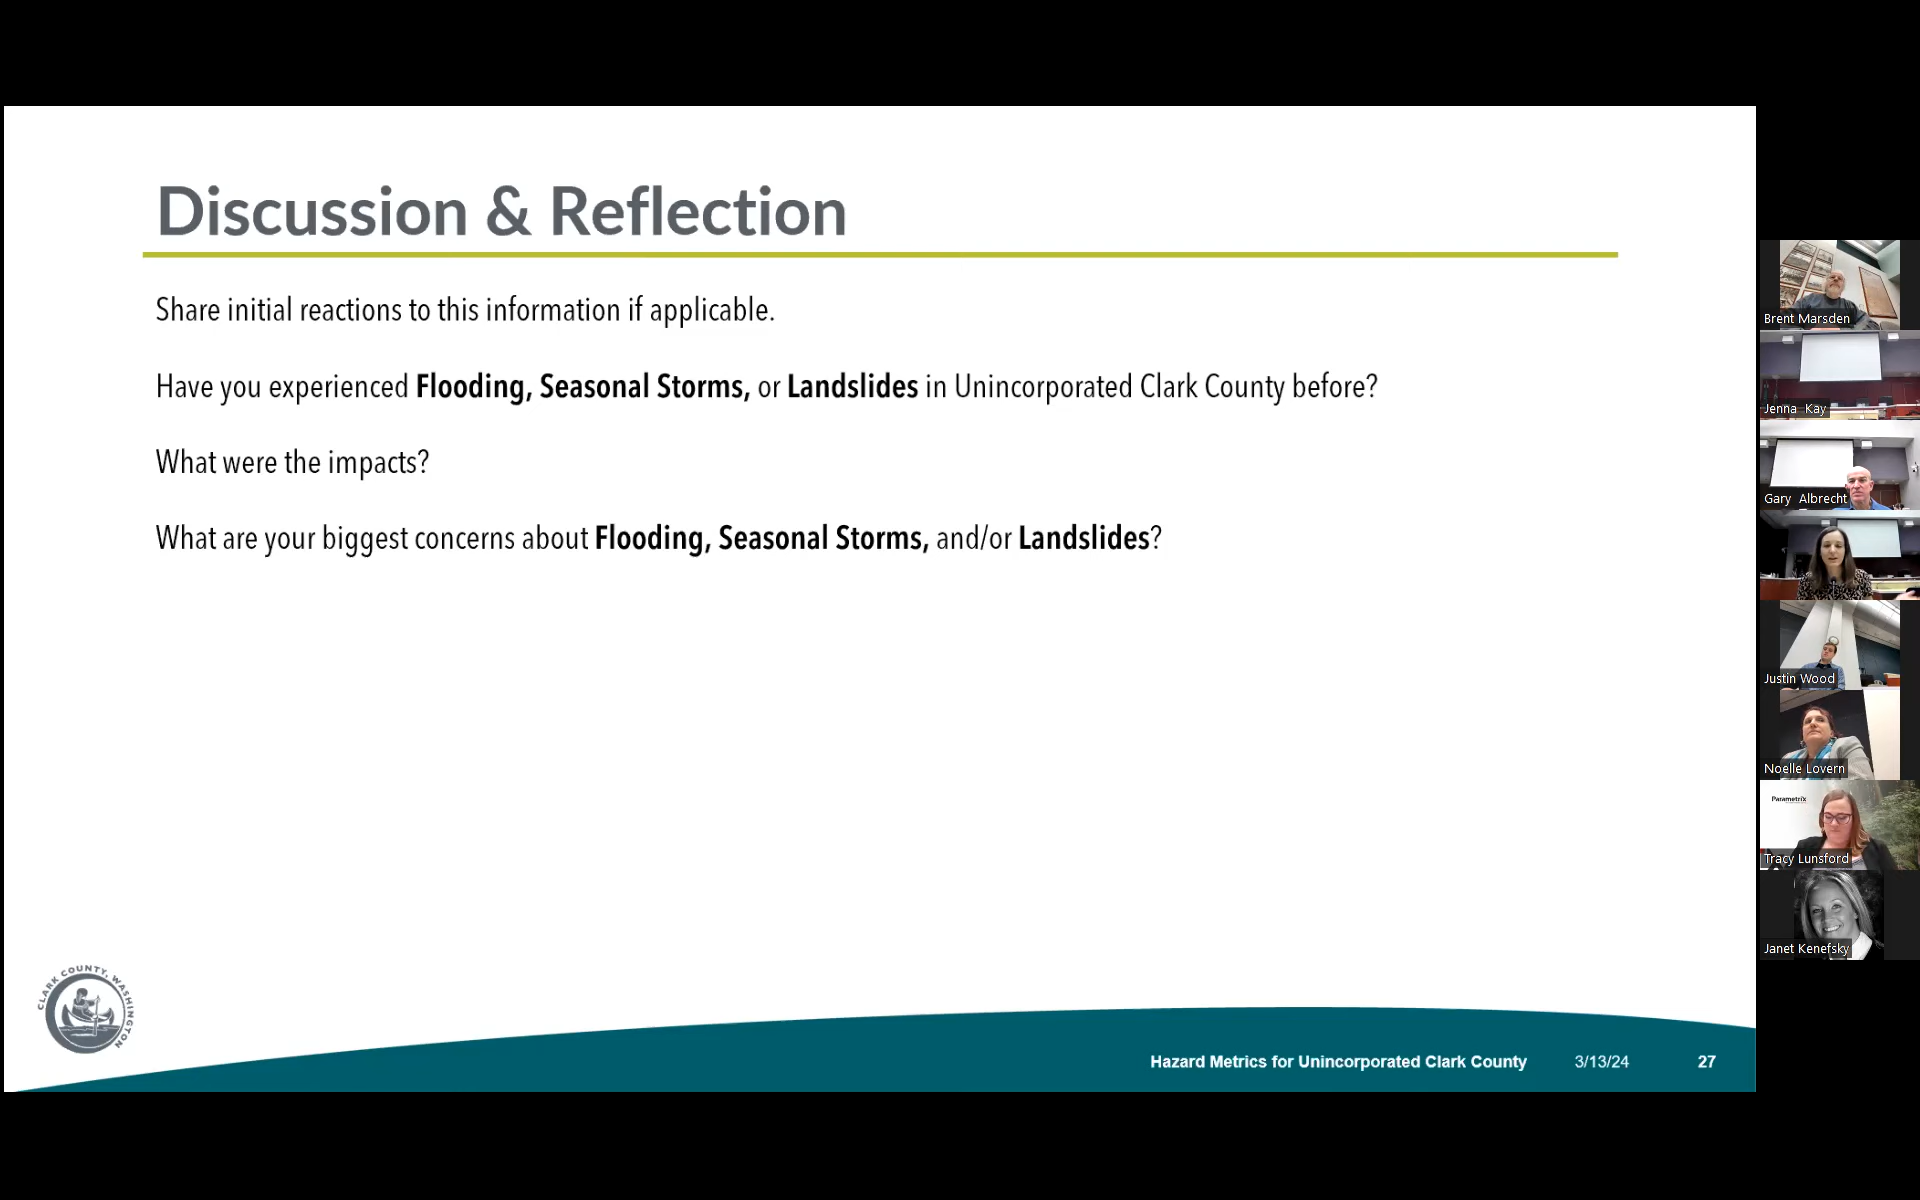 Discussion & Reflection
Share initial reactions to this information if applicable.
Have you experienced Flooding, Seasonal Storms, or Landslides in Unincorporated Clark County before?
What were the impacts?
What are your biggest concerns about Flooding, Seasonal Storms, and/or Landslides?
CLARK COUNTY, WASHINGTON
Hazard Metrics for Unincorporated Clark County 3/13/24 27
Brent Marsden
Jenna Kay
Gary Albrecht
Justin Wood
Noelle Lovern
Parametrix
Tracy Lunsford
Janet Kenefsky